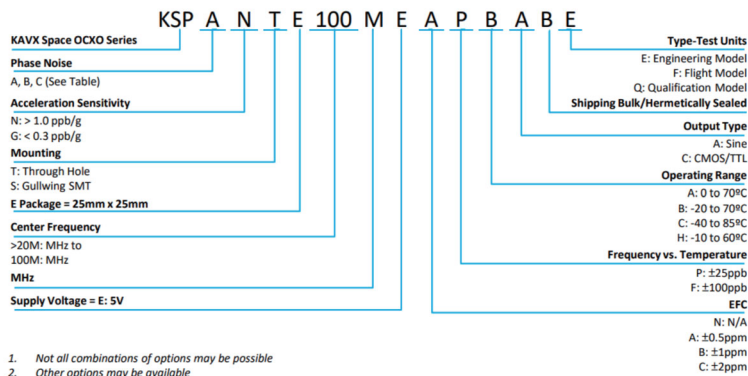 KSP A N T E 100 M E A P B A B E
KAVX Space OCXO Series
Phase Noise
A, B, C (See Table)
Acceleration Sensitivity
N: > 1.0 ppb/g
G: < 0.3 ppb/g
Mounting
T: Through Hole
S: Gullwing SMT
E Package = 25mm x 25mm
Center Frequency
>20M: MHz to
100M: MHz
MHz
Supply Voltage = E: 5V
Type-Test Units
E: Engineering Model
F: Flight Model
Q: Qualification Model
Shipping Bulk/Hermetically Sealed
Output Type
A: Sine
C: CMOS/TTL
Operating Range
A: 0 to 70ºC
B: -20 to 70ºC
C: -40 to 85ºC
H: -10 to 60ºC
Frequency vs. Temperature
P: ±25ppb
F: ±100ppb
EFC
N: N/A
A: ±0.5ppm
B: ±1ppm
C: ±2ppm
1. Not all combinations of options may be possible
2. Other options may be available